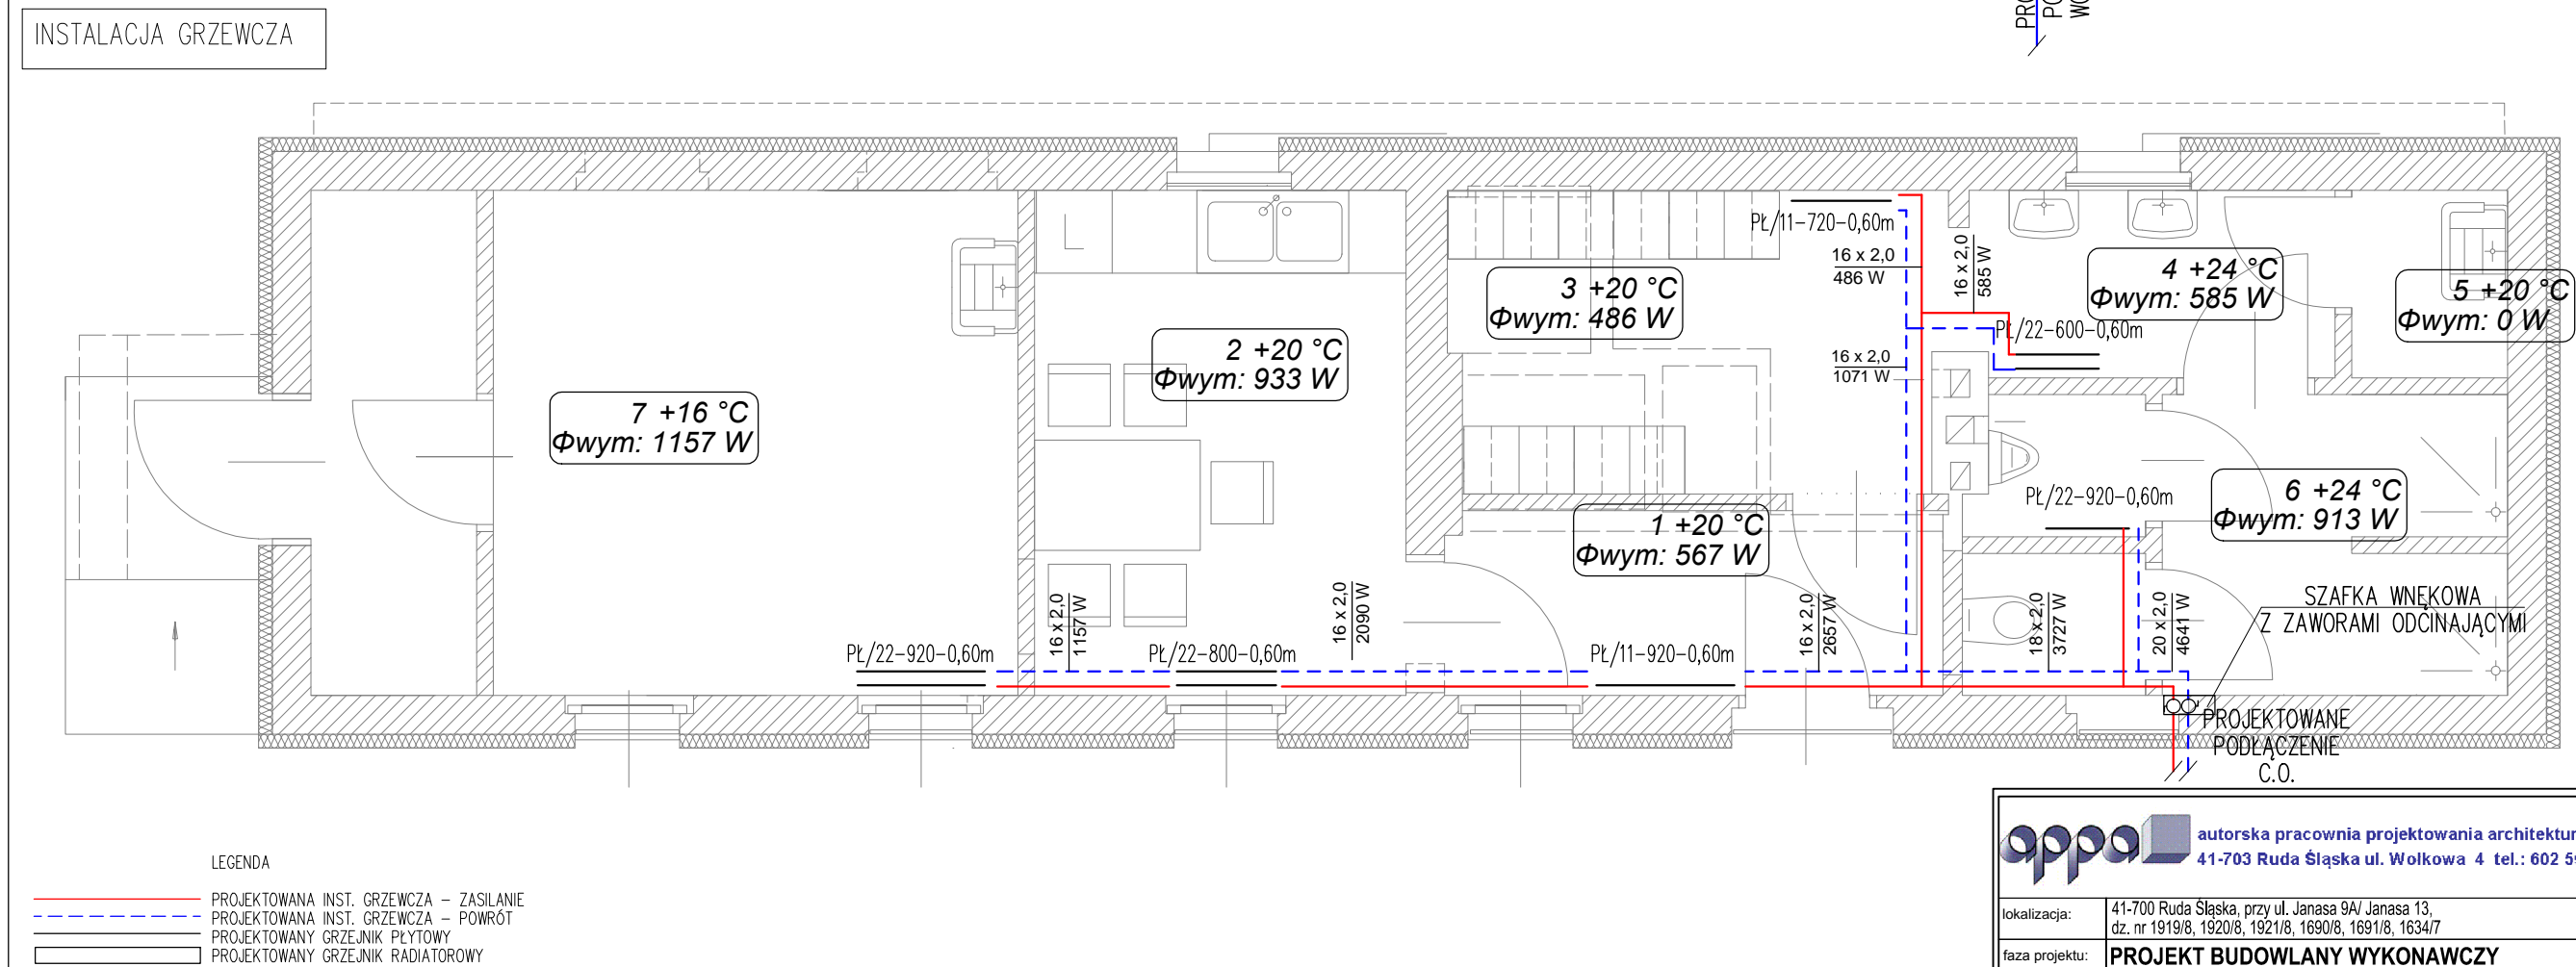 INSTALACJA GRZEWCZA
PŁ/11-720-0,60m
16 x 2,0
486 W
16 x 2,0
585 W
3 +20 °C
Φwym: 486 W
4 +24 °C
Φwym: 585 W
5 +20 °C
Φwym: 0 W
PŁ/22-600-0,60m
2 +20 °C
Φwym: 933 W
16 x 2,0
1071 W
7 +16 °C
Φwym: 1157 W
PŁ/22-920-0,60m
6 +24 °C
Φwym: 913 W
1 +20 °C
Φwym: 567 W
16 x 2,0
1157 W
16 x 2,0
2090 W
16 x 2,0
2657 W
18 x 2,0
3727 W
20 x 2,0
4641 W
SZAFKA WNĘKOWA
Z ZAWORAMI ODCINAJĄCYMI
PŁ/22-920-0,60m
PŁ/22-800-0,60m
PŁ/11-920-0,60m
PROJEKTOWANE
PODŁĄCZENIE
C.O.
LEGENDA
PROJEKTOWANA INST. GRZEWCZA – ZASILANIE
PROJEKTOWANA INST. GRZEWCZA – POWRÓT
PROJEKTOWANY GRZEJNIK PŁYTOWY
PROJEKTOWANY GRZEJNIK RADIATOROWY
appa
autorska pracownia projektowania architektur
41-703 Ruda Śląska ul. Wolkowa 4 tel.: 602 5
lokalizacja:
41-700 Ruda Śląska, przy ul. Janasa 9A/ Janasa 13,
dz. nr 1919/8, 1920/8, 1921/8, 1690/8, 1691/8, 1634/7
faza projektu:
PROJEKT BUDOWLANY WYKONAWCZY